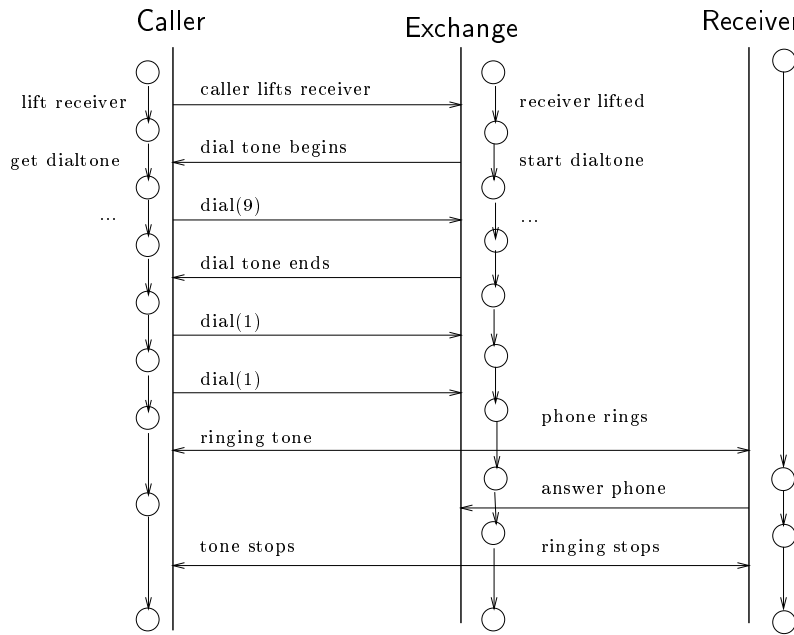 Caller
Exchange
Receiver
caller lifts receiver
lift receiver
receiver lifted
dial tone begins
get dialtone
start dialtone
dial(9)
...
...
dial tone ends
dial(1)
dial(1)
phone rings
ringing tone
answer phone
tone stops
ringing stops